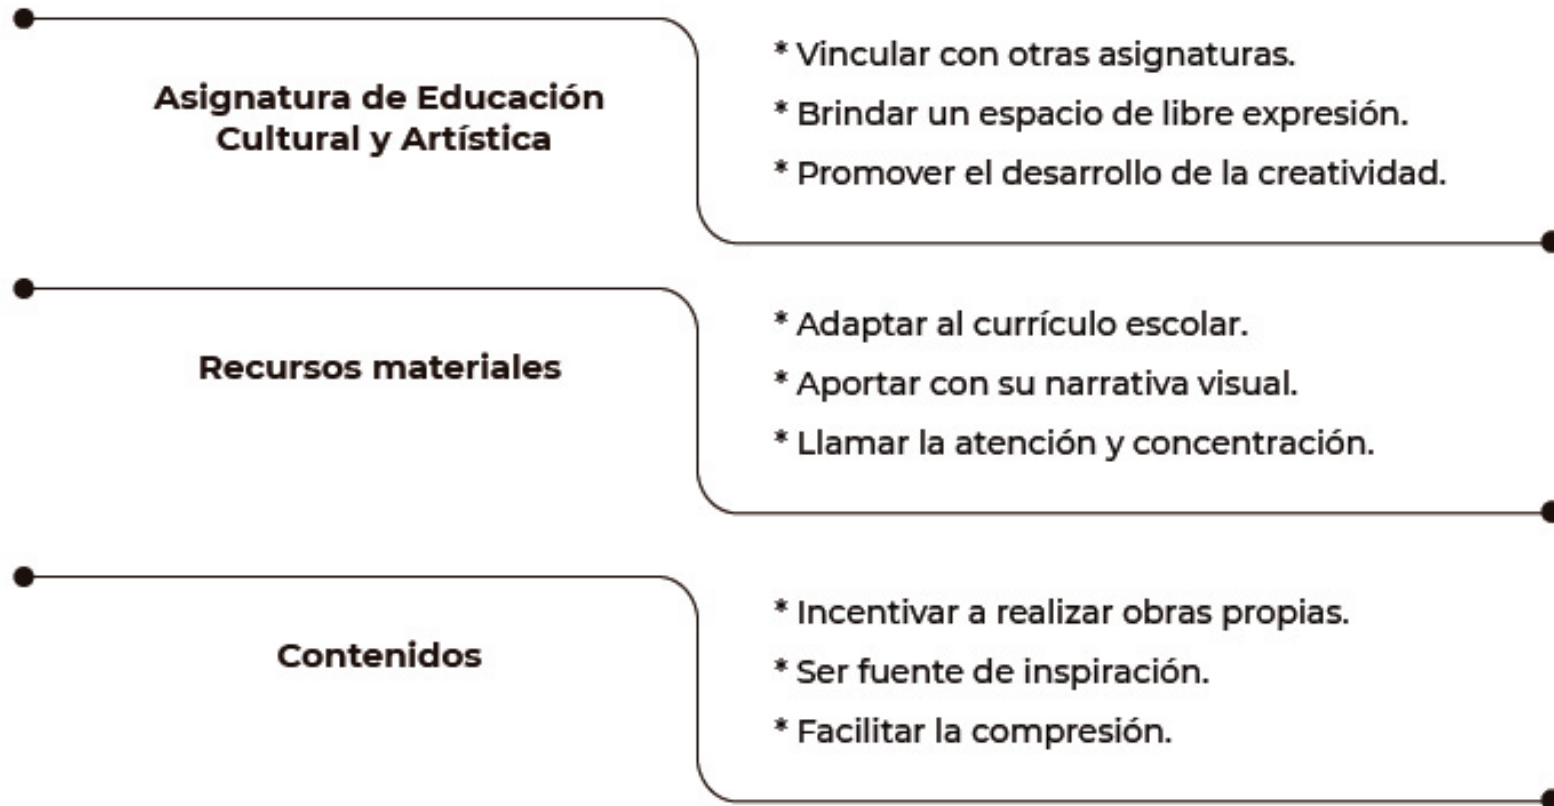 Asignatura de Educación
Cultural y Artística
* Vincular con otras asignaturas.
* Brindar un espacio de libre expresión.
* Promover el desarrollo de la creatividad.
Recursos materiales
* Adaptar al currículo escolar.
* Aportar con su narrativa visual.
* Llamar la atención y concentración.
Contenidos
* Incentivar a realizar obras propias.
* Ser fuente de inspiración.
* Facilitar la compresión.